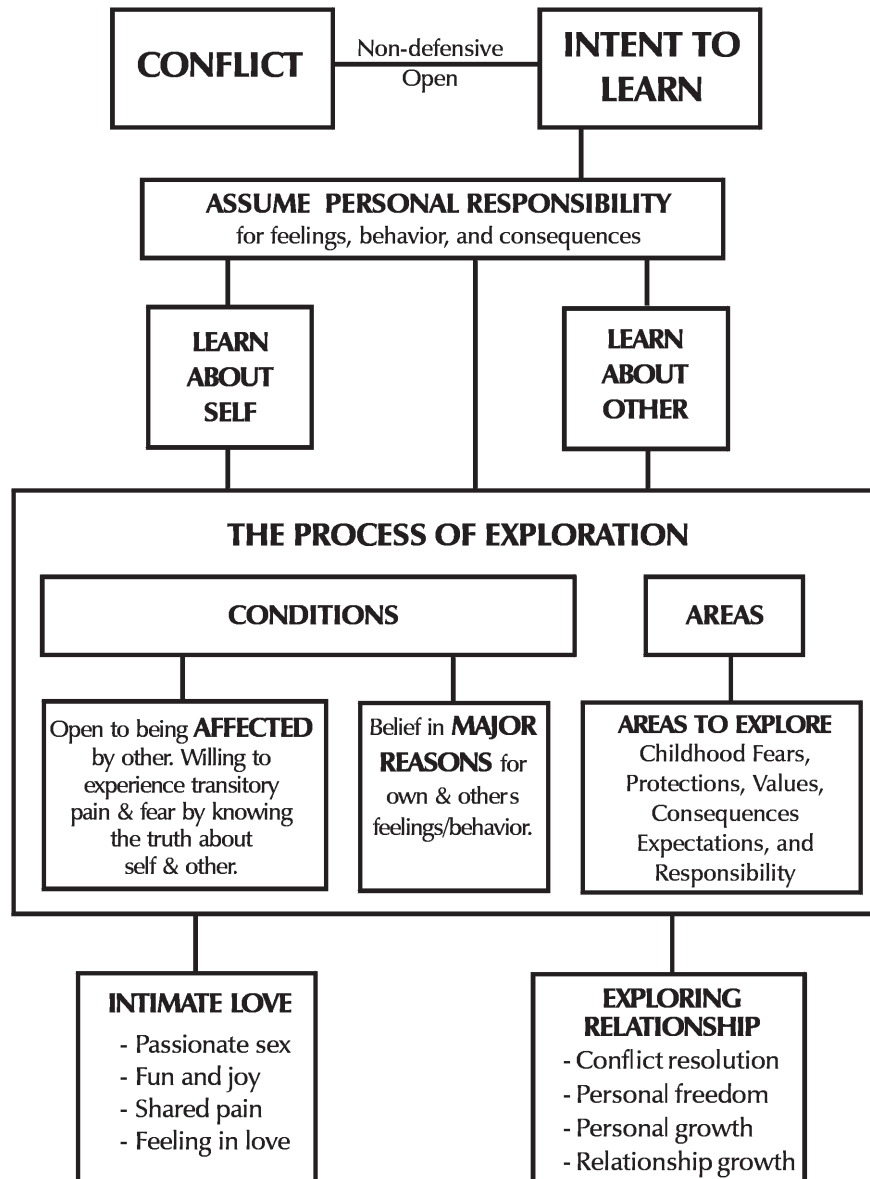 CONFLICT
Non-defensive
Open
INTENT TO
LEARN
ASSUME PERSONAL RESPONSIBILITY
for feelings, behavior, and consequences
LEARN
ABOUT
SELF
LEARN
ABOUT
OTHER
THE PROCESS OF EXPLORATION
CONDITIONS
AREAS
Open to being AFFECTED
by other. Willing to
experience transitory
pain & fear by knowing
the truth about
self & other.
Belief in MAJOR
REASONS for
own & others
feelings/behavior.
AREAS TO EXPLORE
Childhood Fears,
Protections, Values,
Consequences
Expectations, and
Responsibility
INTIMATE LOVE
- Passionate sex
- Fun and joy
- Shared pain
- Feeling in love
EXPLORING
RELATIONSHIP
- Conflict resolution
- Personal freedom
- Personal growth
- Relationship growth